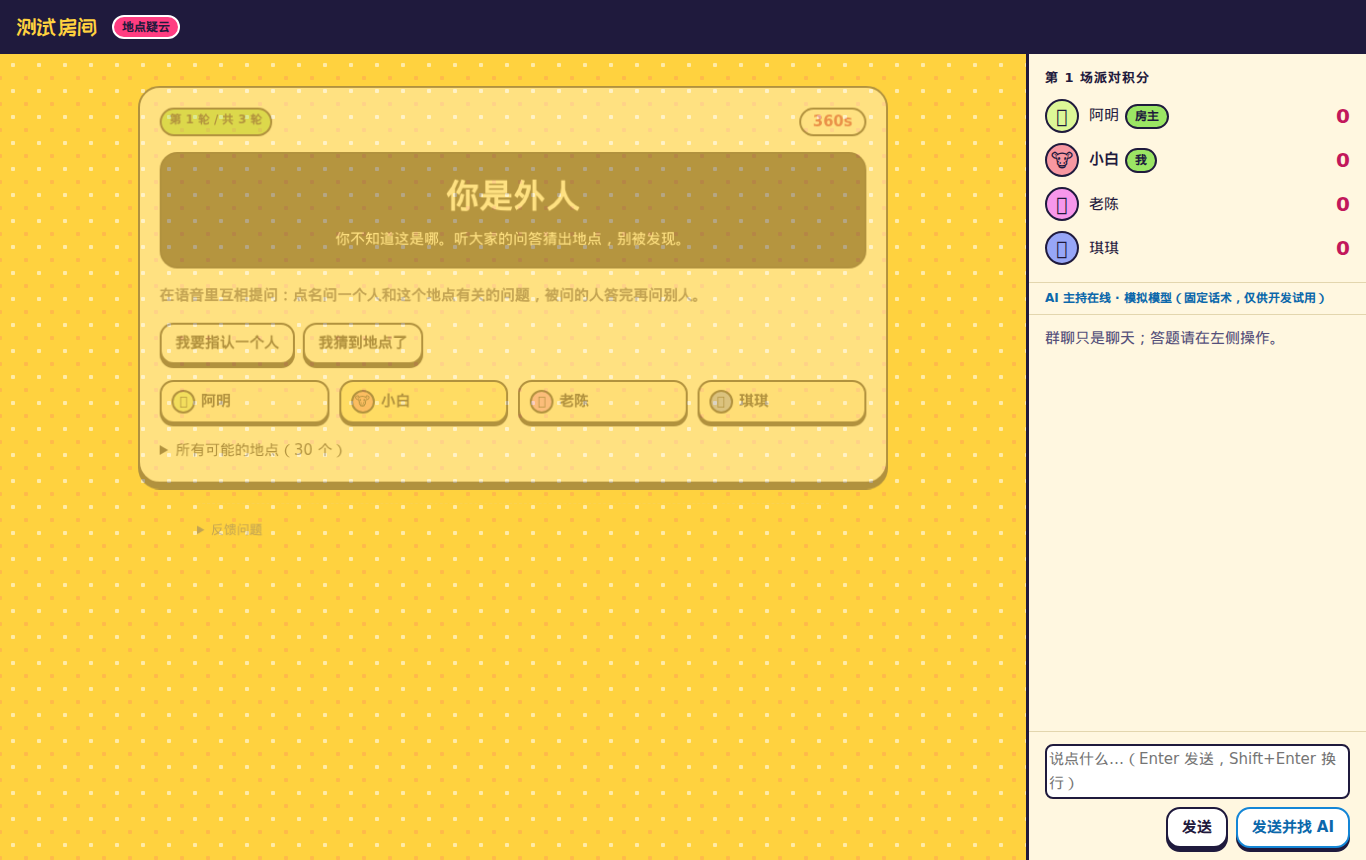 测试房间
地点疑云
第 1 轮 / 共 3 轮
360s
你是外人
你不知道这是哪。听大家的问答猜出地点，别被发现。
在语音里互相提问：点名问一个人和这个地点有关的问题，被问的人答完再问别人。
我要指认一个人
我猜到地点了
阿明
小白
老陈
琪琪
所有可能的地点（30 个）
反馈问题
第 1 场派对积分
阿明 房主 0
小白 我 0
老陈 0
琪琪 0
AI 主持在线 · 模拟模型（固定话术，仅供开发试用）
群聊只是聊天；答题请在左侧操作。
说点什么…（Enter 发送，Shift+Enter 换
行）
发送
发送并找 AI